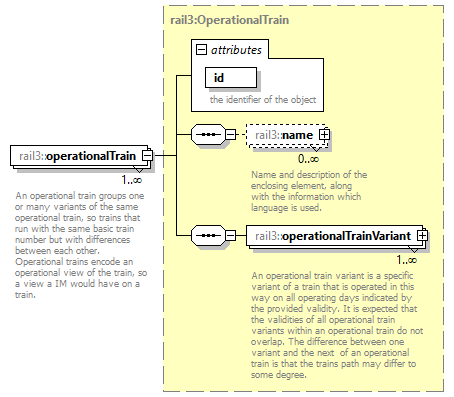 rail3:OperationalTrain
attributes
id
the identifier of the object
rail3::name
0..∞
Name and description of the
enclosing element, along
with the information which
language is used.
rail3::operationalTrain
1..∞
An operational train groups one
or many variants of the same
operational train, so trains that
run with the same basic train
number but with differences
between each other.
Operational trains encode an
operational view of the train, so
a view a IM would have on a
train.
rail3::operationalTrainVariant
1..∞
An operational train variant is a specific
variant of a train that is operated in this
way on all operating days indicated by
the provided validity. It is expected that
the validities of all operational train
variants within an operational train do not
overlap. The difference between one
variant and the next  of an operational
train is that the trains path may differ to
some degree.